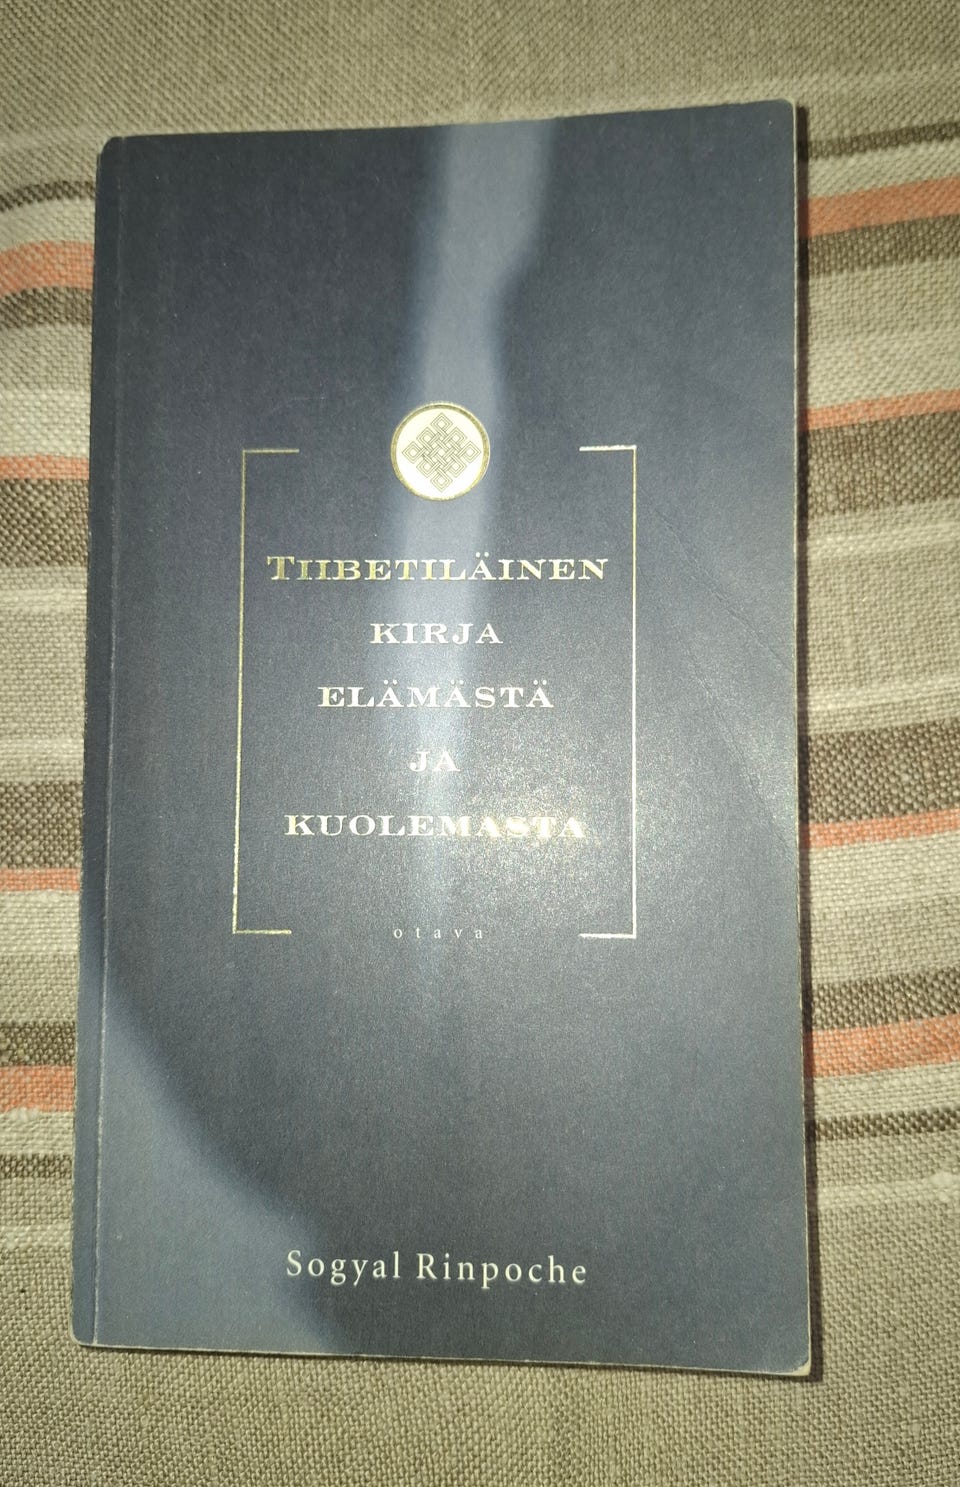 TIIBETILÄINEN
KIRJA
ELÄMÄSTÄ
JA
KUOLEMASTA
otava
Sogyal Rinpoche